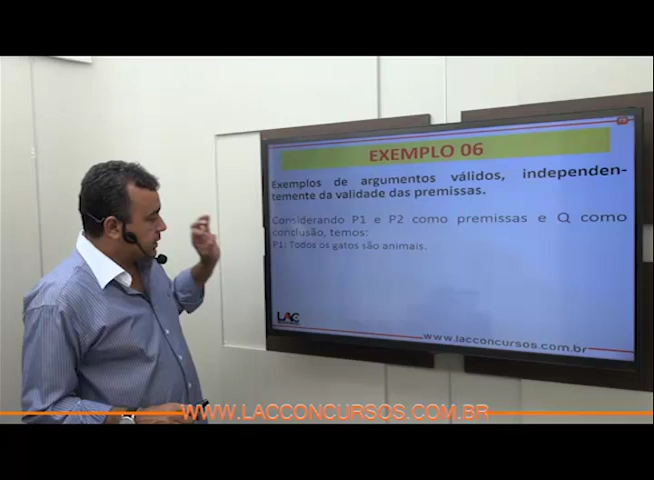 EXEMPLO 06
Exemplos de argumentos válidos, independen-
temente da validade das premissas.
Considerando P1 e P2 como premissas e Q como
conclusão, temos:
P1: Todos os gatos são animais.
LAC
www.lacconcursos.com.br
WWW.LACCONCURSOS.COM.BR